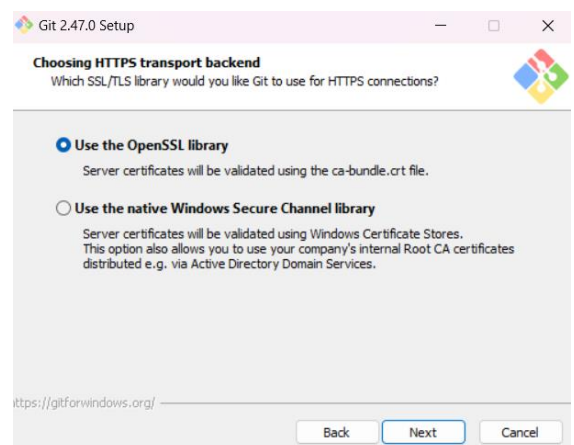 Git 2.47.0 Setup
Choosing HTTPS transport backend
Which SSL/TLS library would you like Git to use for HTTPS connections?
Use the OpenSSL library
Server certificates will be validated using the ca-bundle.crt file.
Use the native Windows Secure Channel library
Server certificates will be validated using Windows Certificate Stores.
This option also allows you to use your company's internal Root CA certificates
distributed e.g. via Active Directory Domain Services.
ttps://gitforwindows.org/
Back Next Cancel